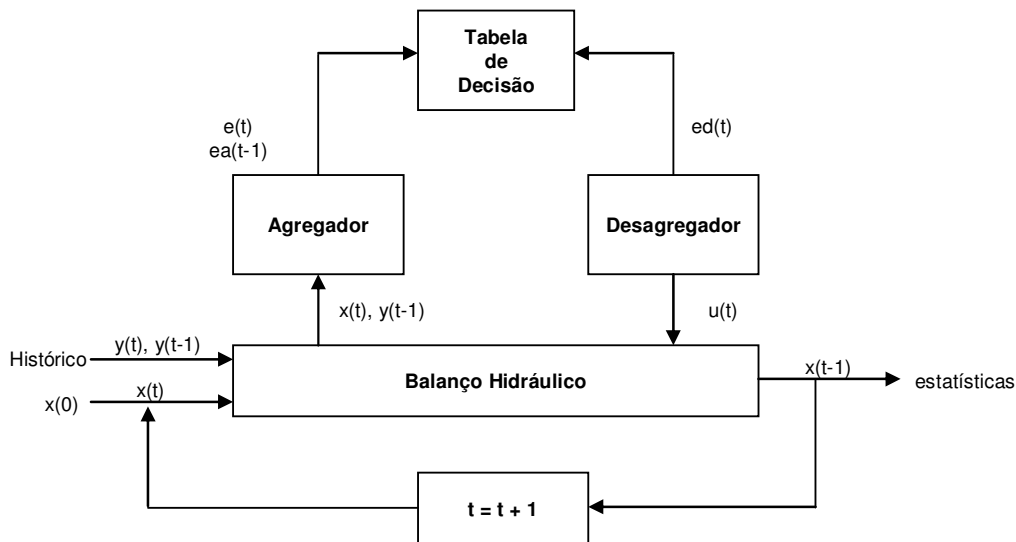 Tabela
de
Decisão
e(t)
ea(t-1)
ed(t)
Agregador
Desagregador
x(t), y(t-1)
u(t)
Histórico
y(t), y(t-1)
Balanço Hidráulico
x(t-1)
estatísticas
x(0)
x(t)
t = t + 1